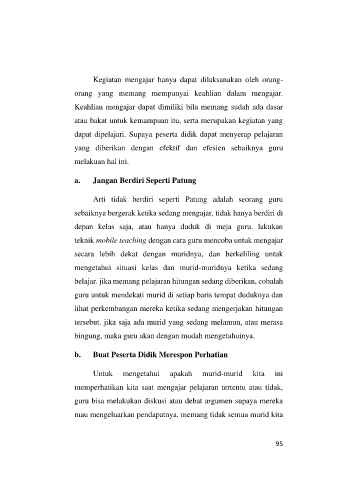 Kegiatan mengajar hanya dapat dilaksanakan oleh orang-
orang yang memang mempunyai keahlian dalam mengajar.
Keahlian mengajar dapat dimiliki bila memang sudah ada dasar
atau bakat untuk kemampuan itu, serta merupakan kegiatan yang
dapat dipelajari. Supaya peserta didik dapat menyerap pelajaran
yang diberikan dengan efektif dan efesien sebaiknya guru
melakuan hal ini.
a. Jangan Berdiri Seperti Patung
Arti tidak berdiri seperti Patung adalah seorang guru
sebaiknya bergerak ketika sedang mengajar, tidak hanya berdiri di
depan kelas saja, atau hanya duduk di meja guru, lakukan
teknik mobile teaching dengan cara guru mencoba untuk mengajar
secara lebih dekat dengan muridnya, dan berkeliling untuk
mengetahui situasi kelas dan murid-muridnya ketika sedang
belajar. jika memang pelajaran hitungan sedang diberikan, cobalah
guru untuk mendekati murid di setiap baris tempat duduknya dan
lihat perkembangan mereka ketika sedang mengerjakan hitungan
tersebut. jika saja ada murid yang sedang melamun, atau merasa
bingung, maka guru akan dengan mudah mengetahuinya.
b. Buat Peserta Didik Merespon Perhatian
Untuk mengetahui apakah murid-murid kita ini
memperhatikan kita saat mengajar pelajaran tertentu atau tidak,
guru bisa melakukan diskusi atau debat argumen supaya mereka
mau mengeluarkan pendapatnya. memang tidak semua murid kita
95